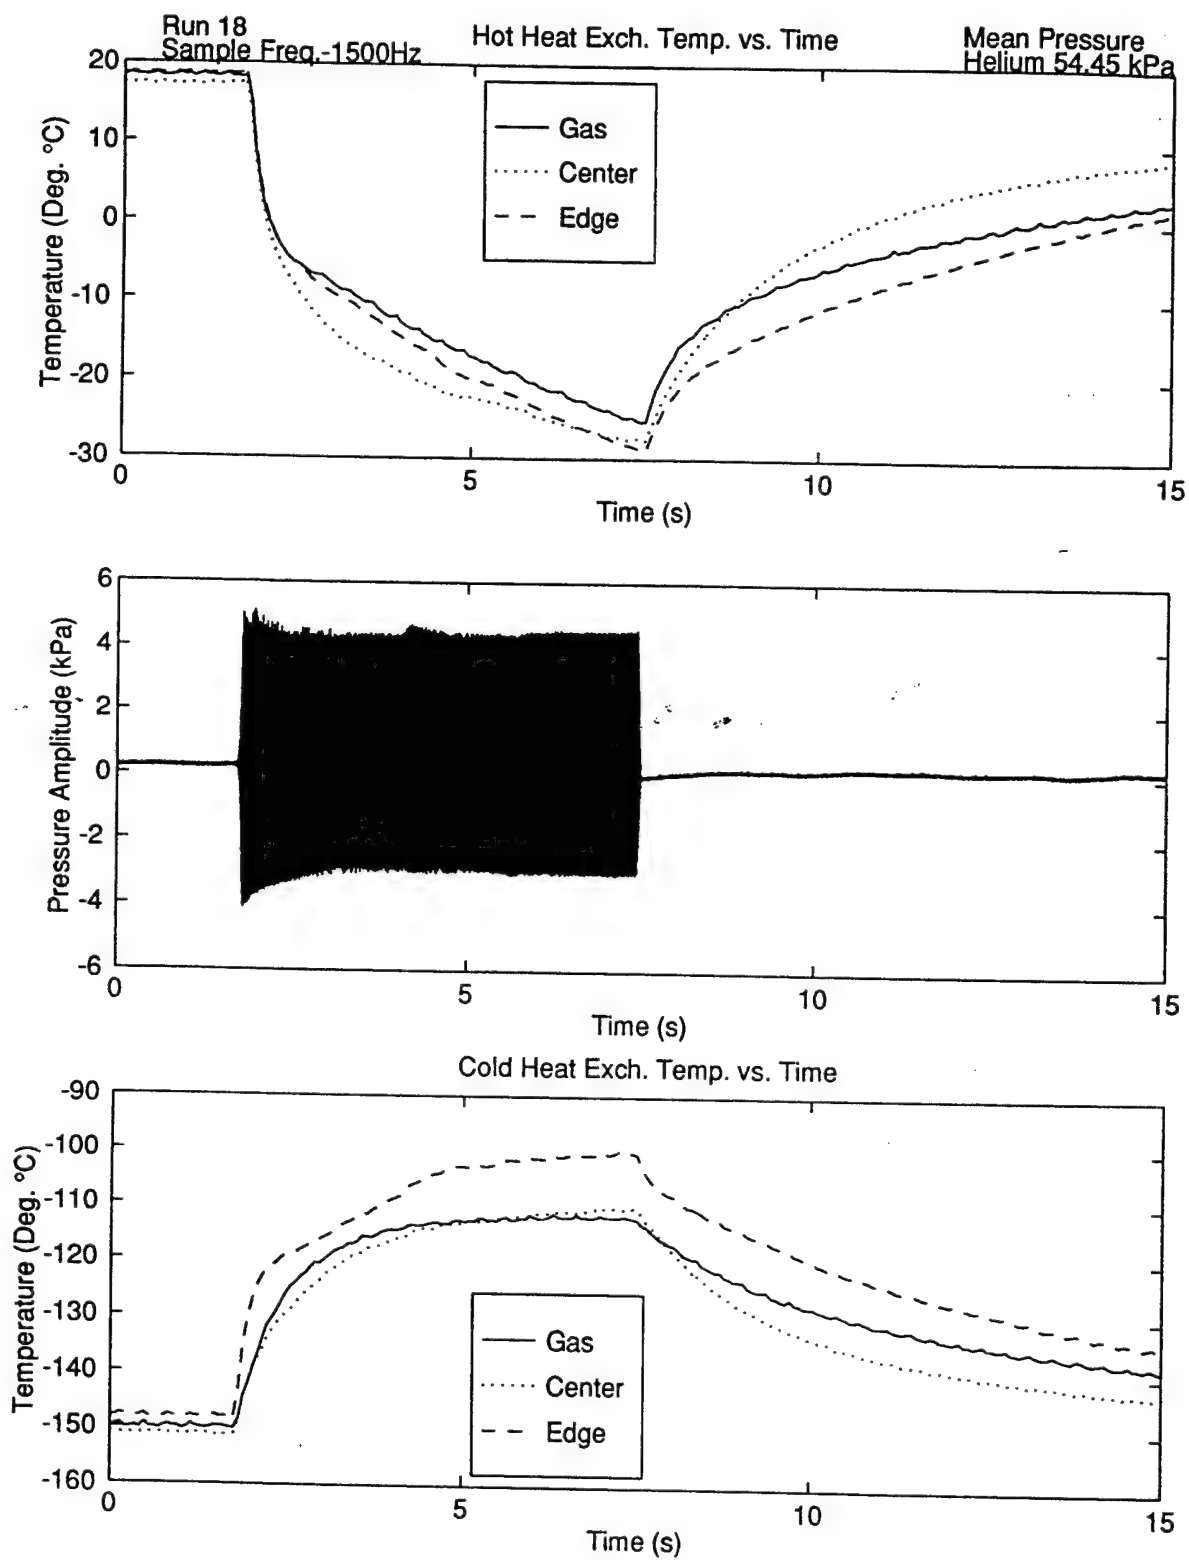 Run 18
Sample Freq.-1500Hz
Hot Heat Exch. Temp. vs. Time
Mean Pressure
Helium 54.45 kPa
20
10
0
-10
-20
-30
Temperature (Deg. °C)
Gas
Center
Edge
0
5
10
15
Time (s)
6
4
2
0
-2
-4
-6
Pressure Amplitude (kPa)
0
5
10
15
Time (s)
Cold Heat Exch. Temp. vs. Time
-90
-100
-110
-120
-130
-140
-150
-160
Temperature (Deg. °C)
Gas
Center
Edge
0
5
10
15
Time (s)